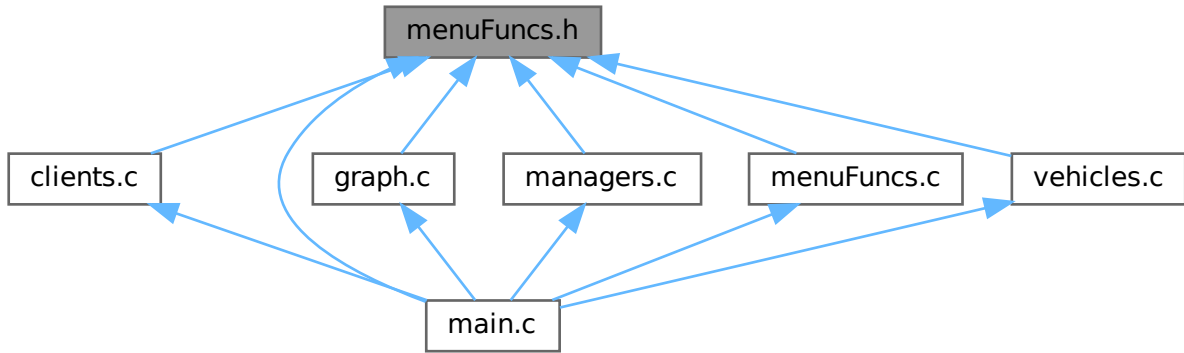 menuFuncs.h
clients.c
graph.c
managers.c
menuFuncs.c
vehicles.c
main.c